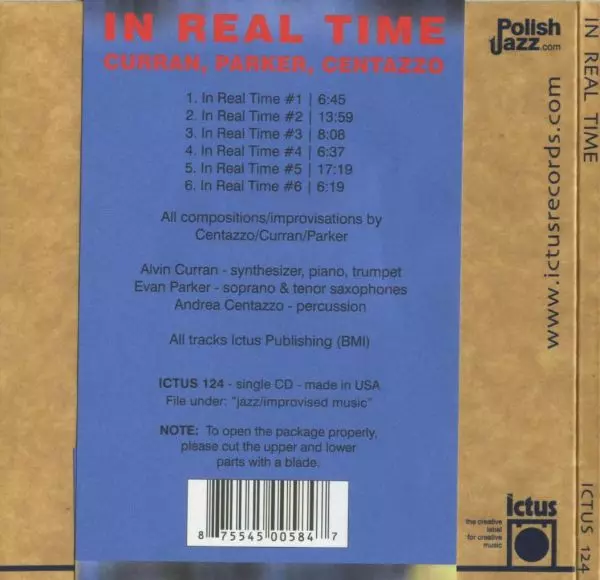 IN REAL TIME
CURRAN, PARKER, CENTAZZO
1. In Real Time #1 | 6:45
2. In Real Time #2 | 13:59
3. In Real Time #3 | 8:08
4. In Real Time #4 | 6:37
5. In Real Time #5 | 17:19
6. In Real Time #6 | 6:19
All compositions/improvisations by
Centazzo/Curran/Parker
Alvin Curran - synthesizer, piano, trumpet
Evan Parker - soprano & tenor saxophones
Andrea Centazzo - percussion
All tracks Ictus Publishing (BMI)
ICTUS 124 - single CD - made in USA
File under: "jazz/improvised music"
NOTE: To open the package properly,
please cut the upper and lower
parts with a blade.
8 75545 00584 7
Polish
Jazz.com
www.ictusrecords.com
ictus
the creative
label
for creative
music
IN REAL TIME
ICTUS 124